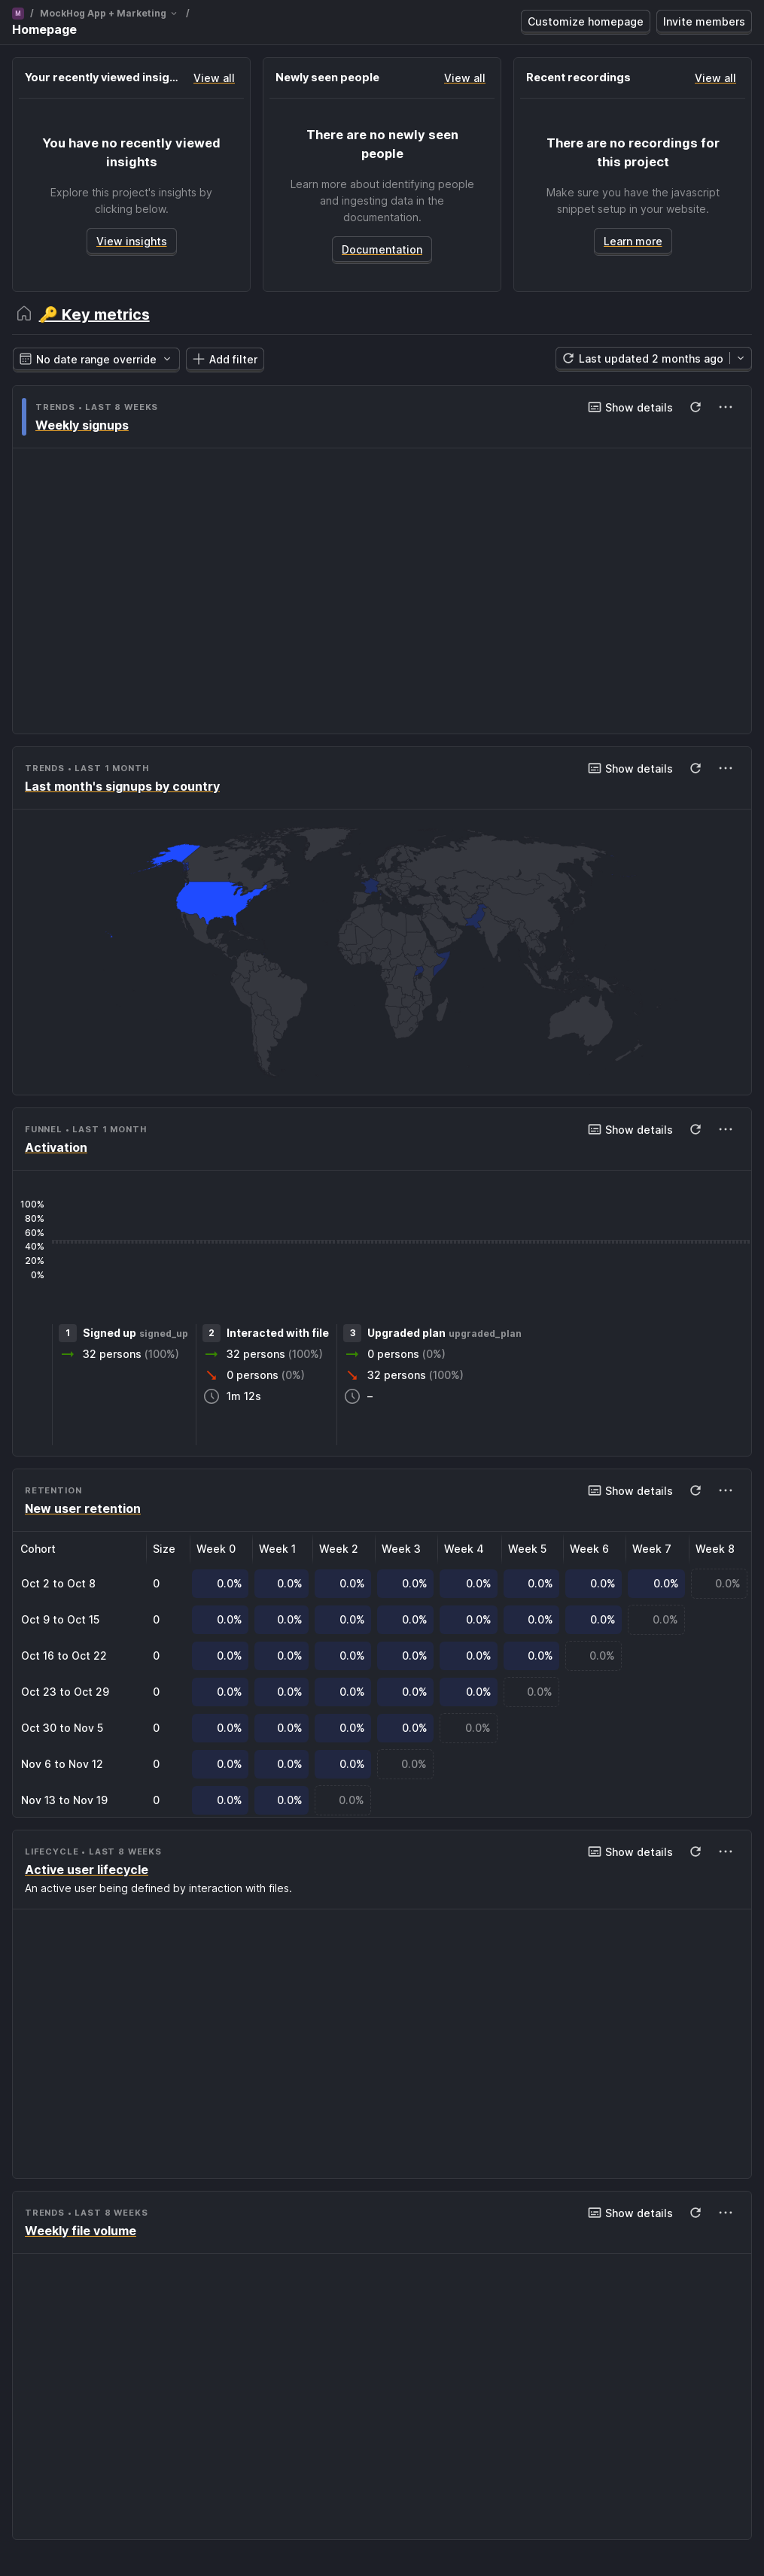 M / MockHog App + Marketing /
Homepage
Customize homepage
Invite members
Your recently viewed insig... View all
You have no recently viewed
insights
Explore this project's insights by
clicking below.
View insights
Newly seen people View all
There are no newly seen
people
Learn more about identifying people
and ingesting data in the
documentation.
Documentation
Recent recordings View all
There are no recordings for
this project
Make sure you have the javascript
snippet setup in your website.
Learn more
🔑 Key metrics
No date range override Add filter Last updated 2 months ago
TRENDS • LAST 8 WEEKS Show details
Weekly signups
TRENDS • LAST 1 MONTH Show details
Last month's signups by country
FUNNEL • LAST 1 MONTH Show details
Activation
100%
80%
60%
40%
20%
0%
1 Signed up signed_up
32 persons (100%)
2 Interacted with file
32 persons (100%)
0 persons (0%)
1m 12s
3 Upgraded plan upgraded_plan
0 persons (0%)
32 persons (100%)
–
RETENTION Show details
New user retention
Cohort Size Week 0 Week 1 Week 2 Week 3 Week 4 Week 5 Week 6 Week 7 Week 8
Oct 2 to Oct 8 0 0.0% 0.0% 0.0% 0.0% 0.0% 0.0% 0.0% 0.0% 0.0%
Oct 9 to Oct 15 0 0.0% 0.0% 0.0% 0.0% 0.0% 0.0% 0.0% 0.0%
Oct 16 to Oct 22 0 0.0% 0.0% 0.0% 0.0% 0.0% 0.0% 0.0%
Oct 23 to Oct 29 0 0.0% 0.0% 0.0% 0.0% 0.0% 0.0%
Oct 30 to Nov 5 0 0.0% 0.0% 0.0% 0.0% 0.0%
Nov 6 to Nov 12 0 0.0% 0.0% 0.0% 0.0%
Nov 13 to Nov 19 0 0.0% 0.0% 0.0%
LIFECYCLE • LAST 8 WEEKS Show details
Active user lifecycle
An active user being defined by interaction with files.
TRENDS • LAST 8 WEEKS Show details
Weekly file volume